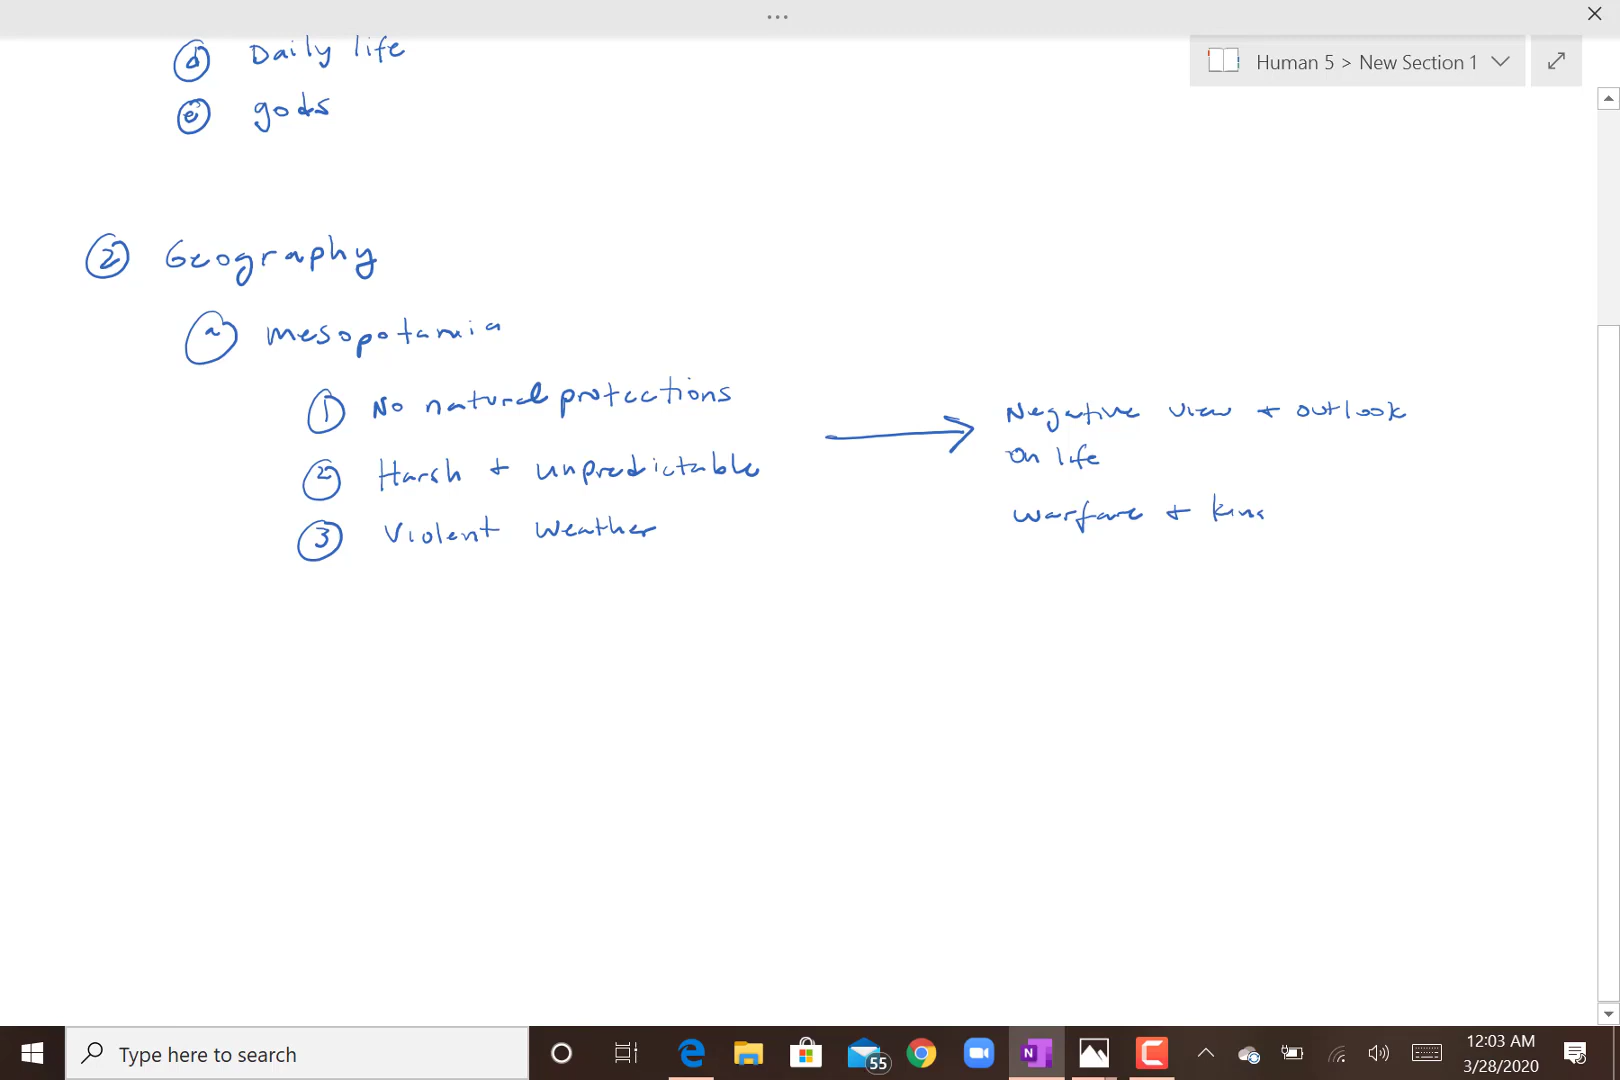 Human 5 > New Section 1
d Daily life
e gods
2 Geography
a mesopotamia
1 No natural protections
2 Harsh + unpredictable
3 Violent weather
Negative view + outlook
on life
warfare +
Type here to search
55
12:03 AM
3/28/2020